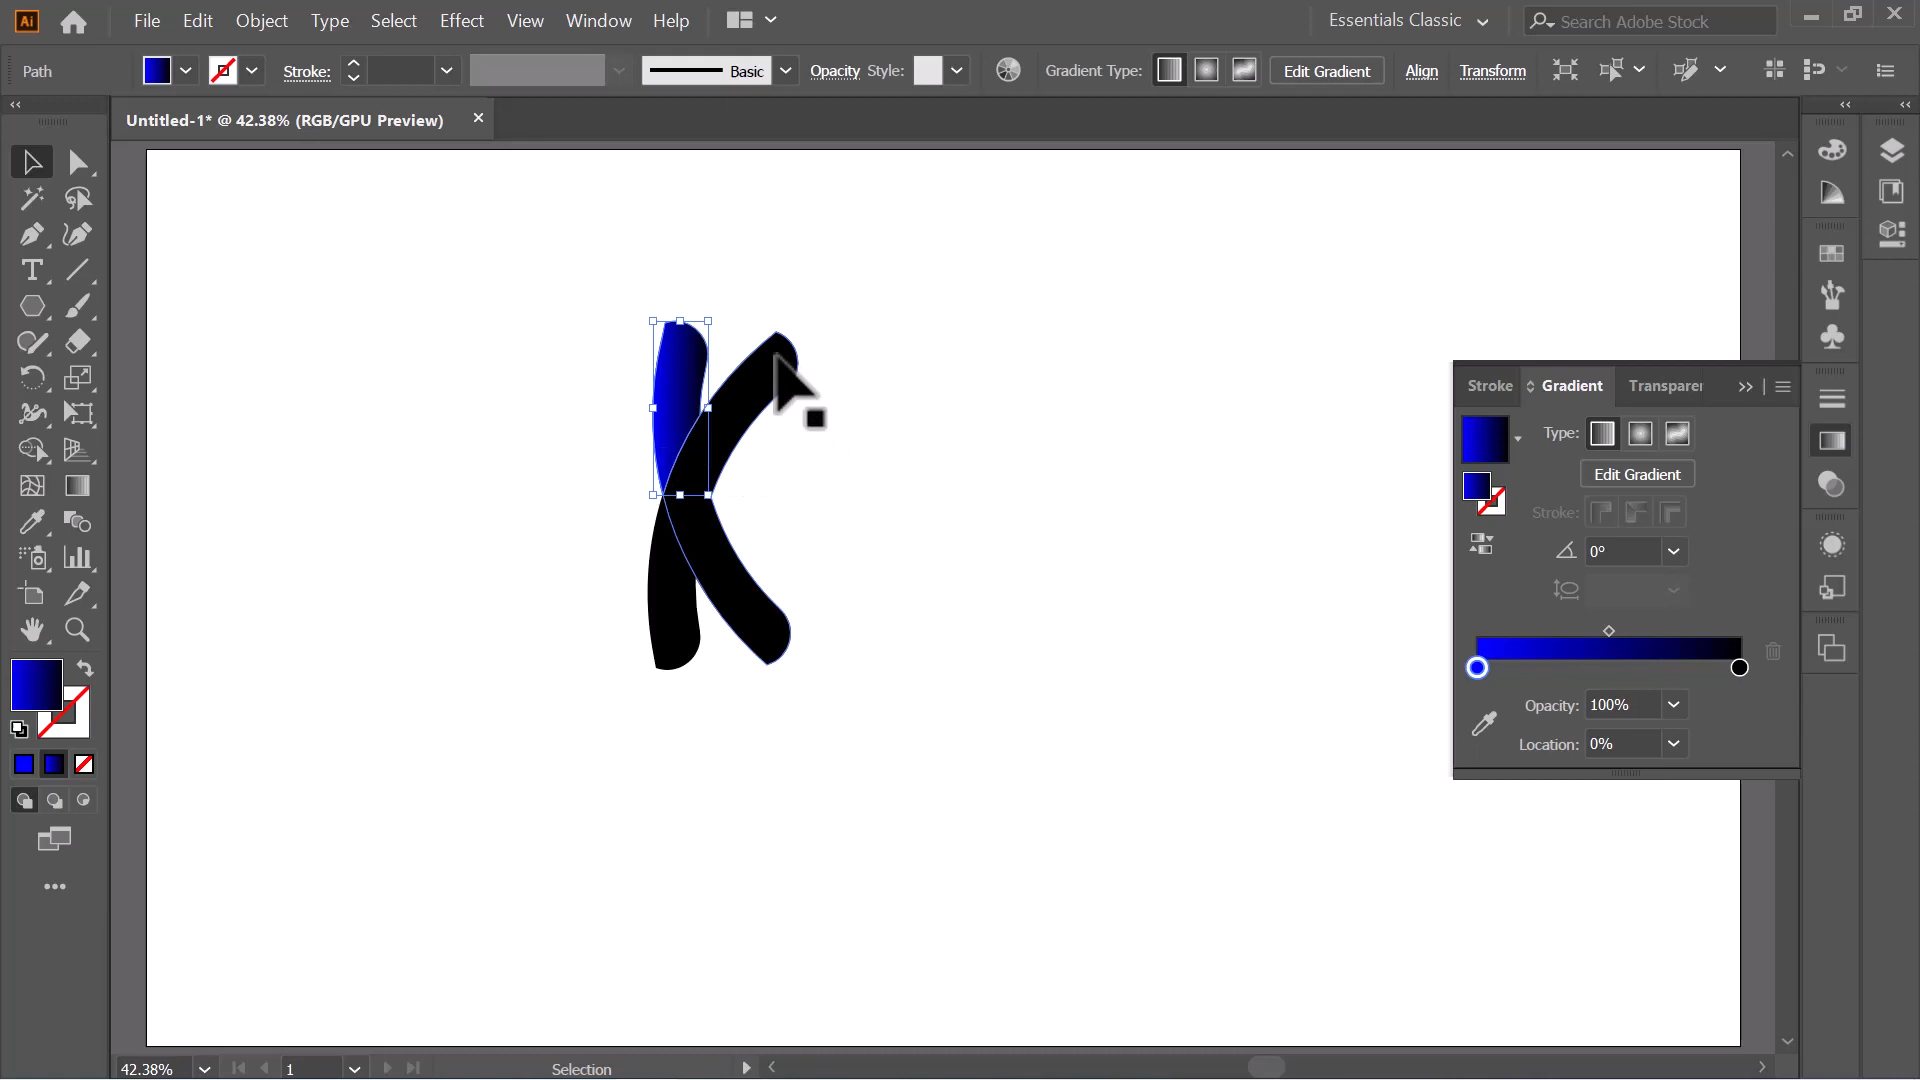 Ai File Edit Object Type Select Effect View Window Help Essentials Classic Search Adobe Stock
Path Stroke: Basic Opacity Style: Gradient Type: Edit Gradient Align Transform
Untitled-1* @ 42.38% (RGB/GPU Preview)
Stroke Gradient Transparen
Type:
Edit Gradient
Stroke:
0°
Opacity: 100%
Location: 0%
42.38% 1 Selection